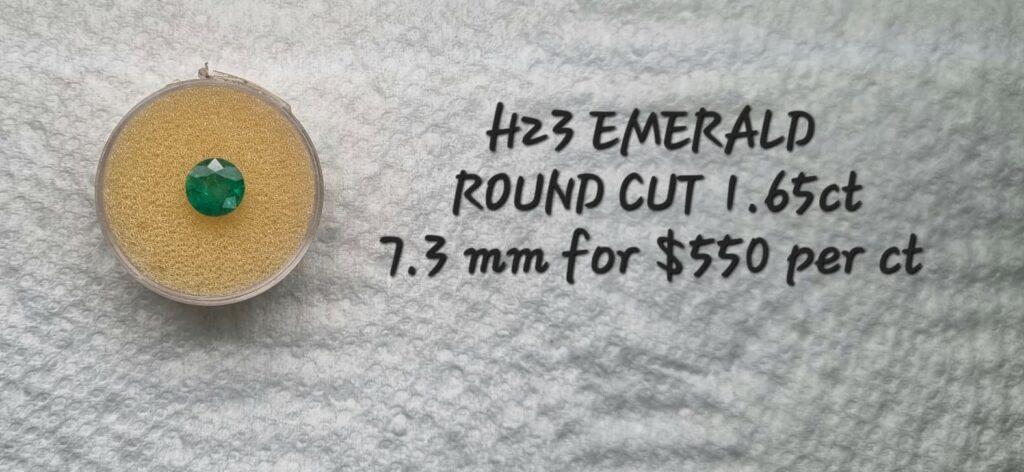 H23 EMERALD
ROUND CUT 1.65ct
7.3 mm for $550 per ct